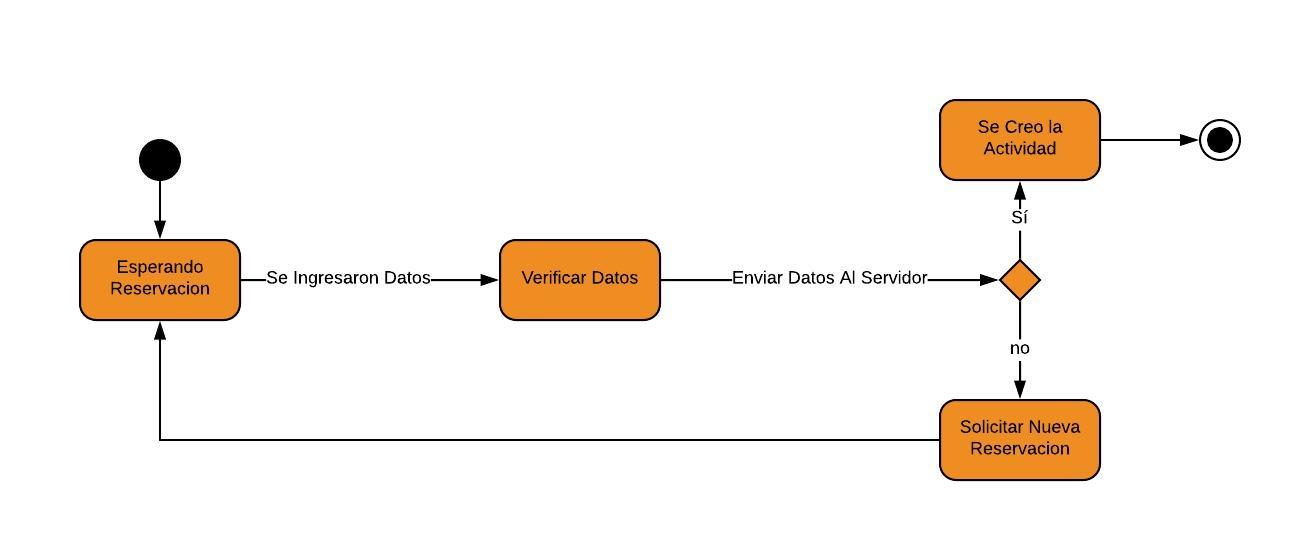 Se Creo la
Actividad
Sí
Esperando
Reservacion
Se Ingresaron Datos
Verificar Datos
Enviar Datos Al Servidor
no
Solicitar Nueva
Reservacion